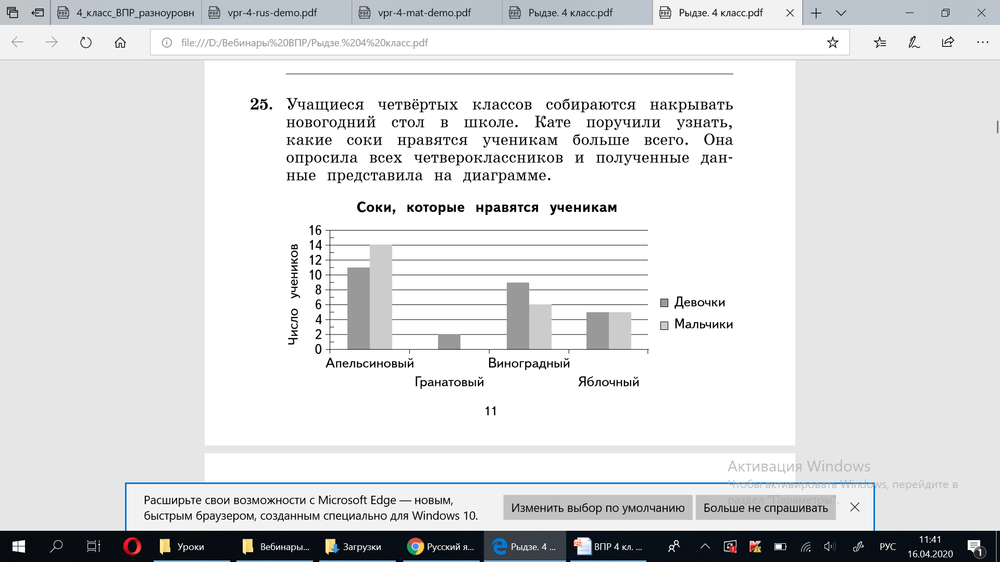 4_класс_ВПР_разноуровн
vpr-4-rus-demo.pdf
vpr-4-mat-demo.pdf
Рыдзе. 4 класс.pdf
Рыдзе. 4 класс.pdf
file:///D:/Вебинары%20ВПР/Рыдзе.%204%20класс.pdf
25. Учащиеся четвёртых классов собираются накрывать
новогодний стол в школе. Кате поручили узнать,
какие соки нравятся ученикам больше всего. Она
опросила всех четвероклассников и полученные дан-
ные представила на диаграмме.
Соки, которые нравятся ученикам
Число учеников
16
14
12
10
8
6
4
2
0
Девочки
Мальчики
Апельсиновый
Виноградный
Гранатовый
Яблочный
11
Активация Windows
Чтобы активировать Windows, перейдите в
раздел "Параметры".
Расширьте свои возможности с Microsoft Edge — новым,
быстрым браузером, созданным специально для Windows 10.
Изменить выбор по умолчанию
Больше не спрашивать
Уроки
Вебинары...
Загрузки
Русский я...
Рыдзе. 4 ...
ВПР 4 кл. ...
РУС
11:41
16.04.2020
1